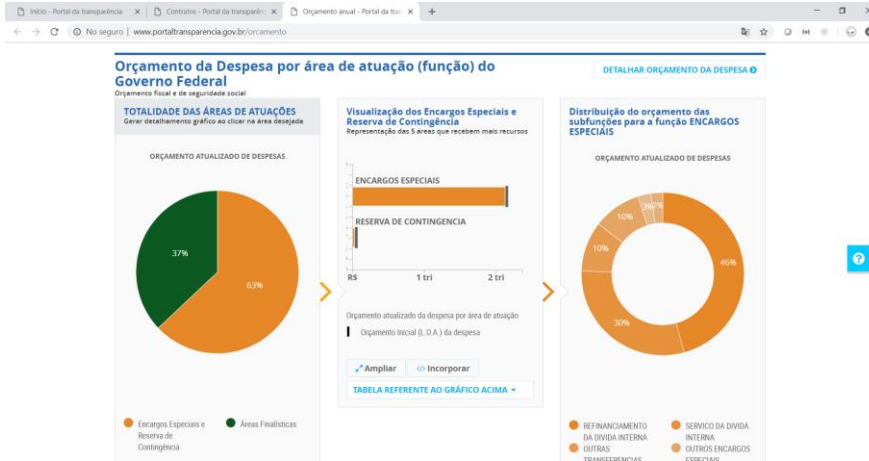 Início - Portal da transparência
Contratos - Portal da transparên
Orçamento anual - Portal da tran
No seguro | www.portaltransparencia.gov.br/orcamento
Orçamento da Despesa por área de atuação (função) do
Governo Federal
Orçamento fiscal e da seguridade social
DETALHAR ORÇAMENTO DA DESPESA
TOTALIDADE DAS ÁREAS DE ATUAÇÕES
Gerar detalhamento gráfico ao clicar na área desejada
ORÇAMENTO ATUALIZADO DE DESPESAS
37%
63%
Encargos Especiais e
Reserva de
Contingência
Áreas Finalísticas
Visualização dos Encargos Especiais e
Reserva de Contingência
Representação das 5 áreas que recebem mais recursos
ENCARGOS ESPECIAIS
RESERVA DE CONTINGENCIA
R$ 1 tri 2 tri
Orçamento atualizado da despesa por área de atuação
Orçamento Inicial (L.O.A.) da despesa
Ampliar
Incorporar
TABELA REFERENTE AO GRÁFICO ACIMA
Distribuição do orçamento das
subfunções para a função ENCARGOS
ESPECIAIS
ORÇAMENTO ATUALIZADO DE DESPESAS
10%
3%
2%
10%
46%
30%
REFINANCIAMENTO
DA DIVIDA INTERNA
SERVICO DA DIVIDA
INTERNA
OUTRAS
TRANSFERENCIAS
OUTROS ENCARGOS
ESPECIAIS